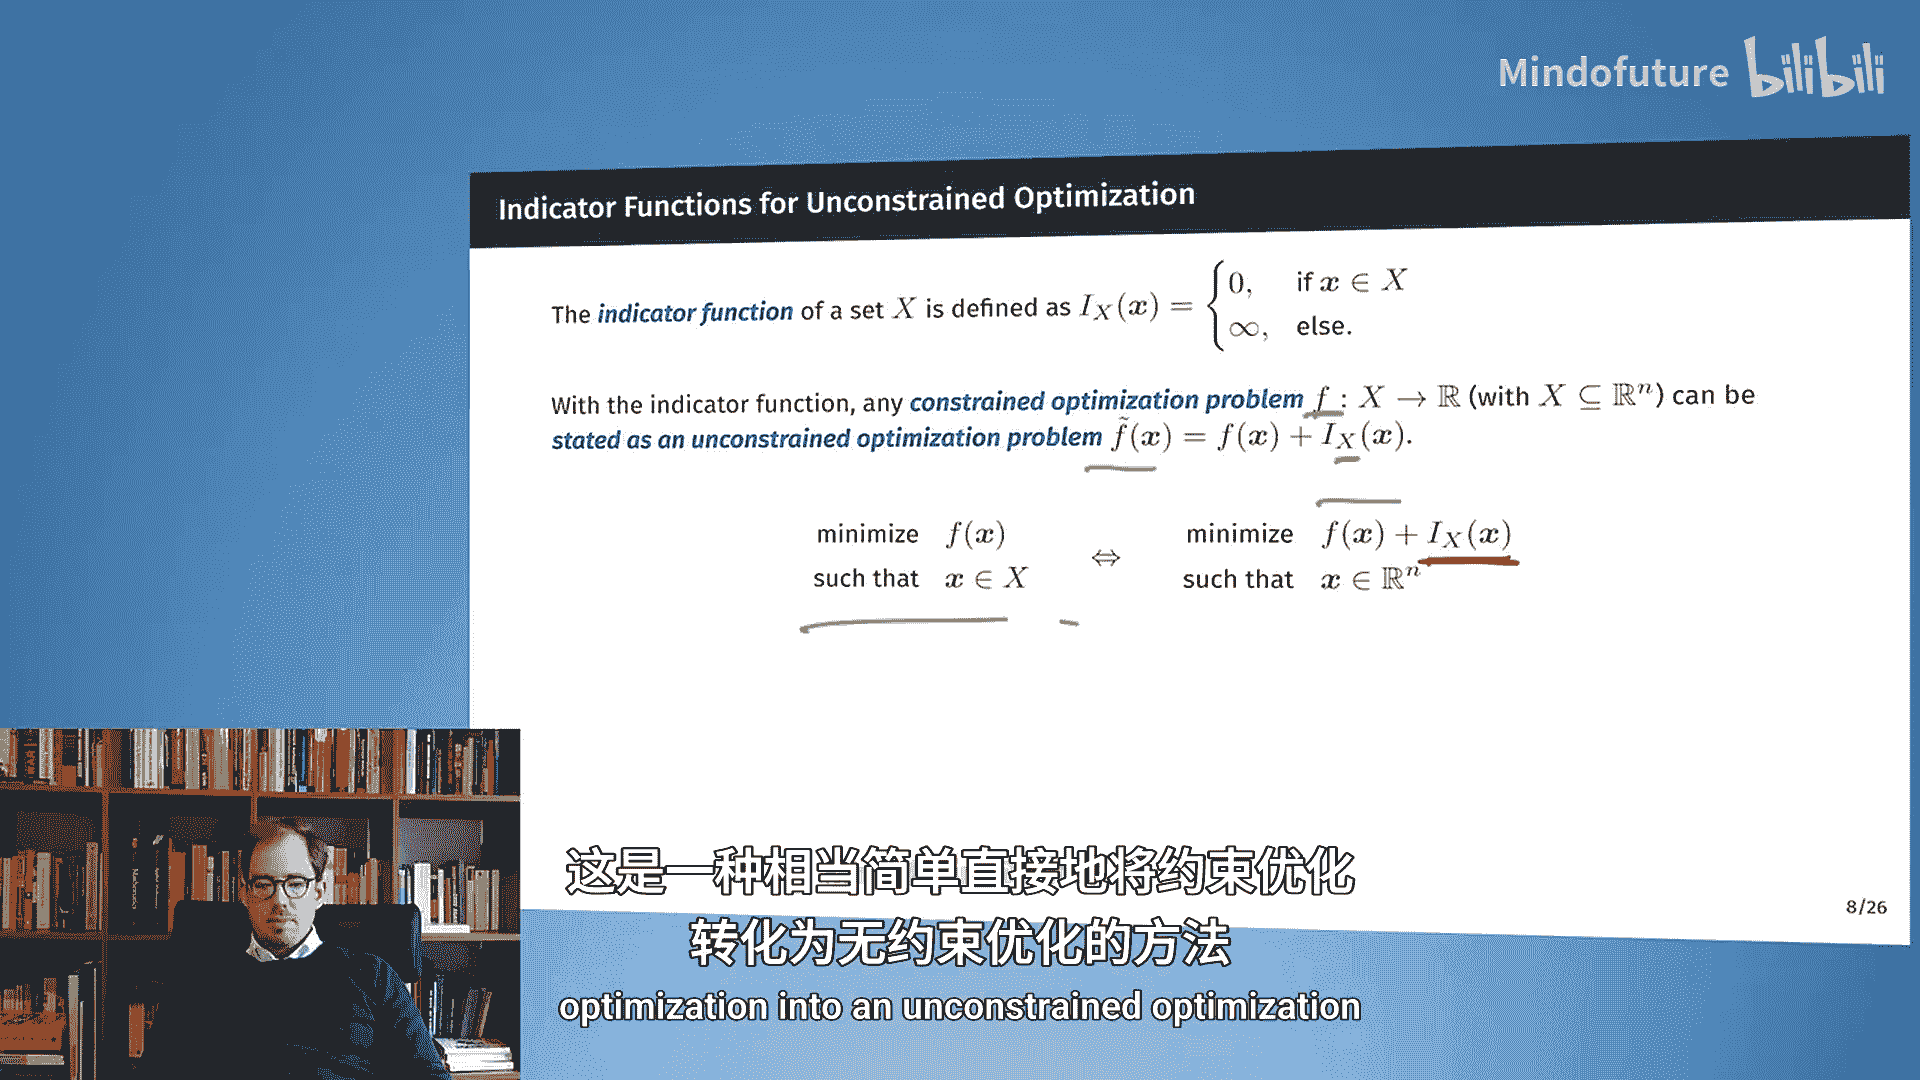 Mindofuture bilibili
Indicator Functions for Unconstrained Optimization
The indicator function of a set X is defined as I_X(x) = { 0, if x ∈ X
∞, else.
With the indicator function, any constrained optimization problem f : X → ℝ (with X ⊆ ℝⁿ) can be
stated as an unconstrained optimization problem f̃(x) = f(x) + I_X(x).
minimize f(x) ⇔ minimize f(x) + I_X(x)
such that x ∈ X such that x ∈ ℝⁿ
8/26
这是一种相当简单直接地将约束优化
转化为无约束优化的方法
optimization into an unconstrained optimization